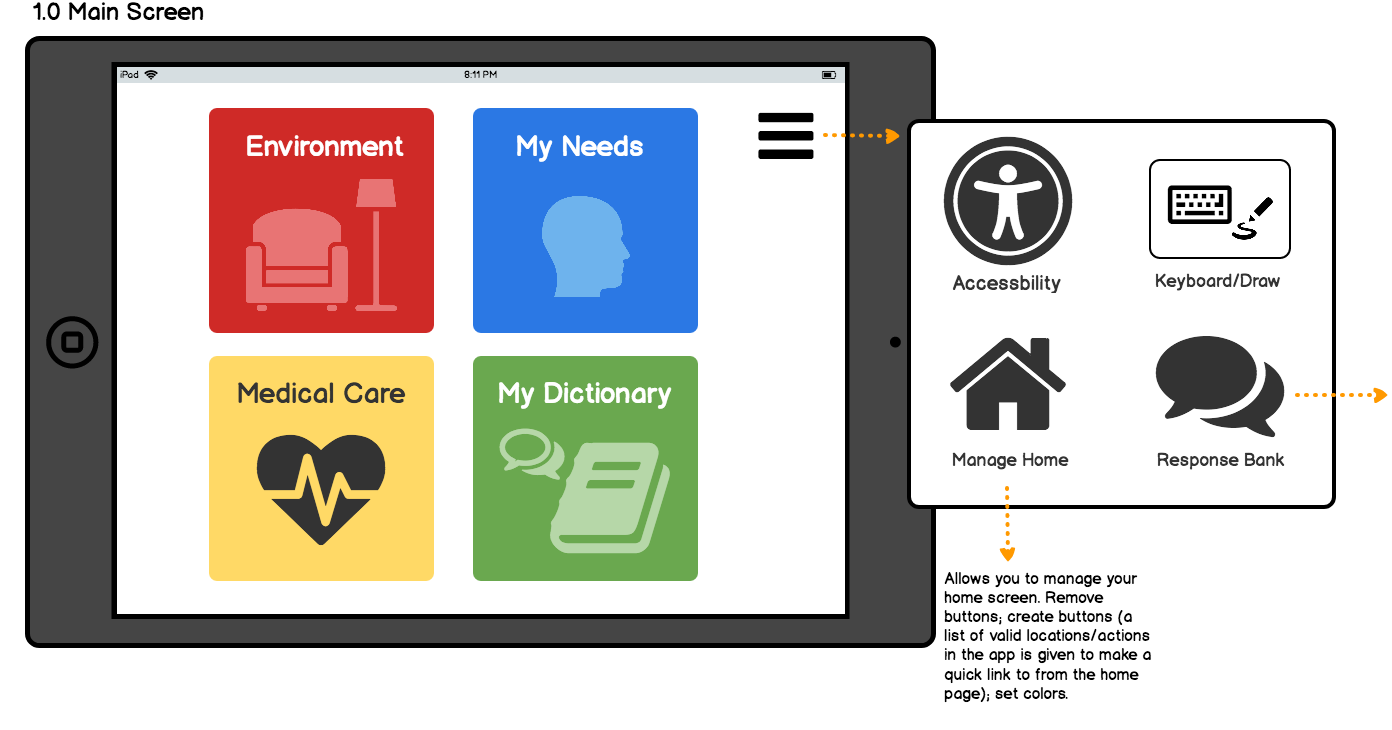 1.0 Main Screen
iPad
8:11 PM
Environment
My Needs
Medical Care
My Dictionary
Accessbility
Keyboard/Draw
Manage Home
Response Bank
Allows you to manage your
home screen. Remove
buttons; create buttons (a
list of valid locations/actions
in the app is given to make a
quick link to from the home
page); set colors.